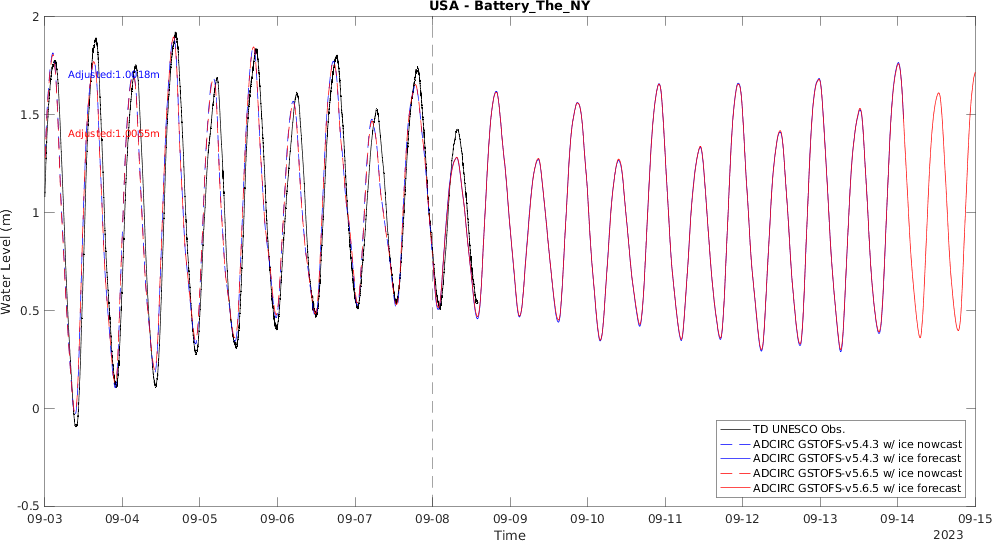 USA - Battery_The_NY
2
1.5
1
0.5
0
-0.5
Water Level (m)
Adjusted:1.0018m
Adjusted:1.0065m
TD UNESCO Obs.
ADCIRC GSTOFS-v5.4.3 w/ ice nowcast
ADCIRC GSTOFS-v5.4.3 w/ ice forecast
ADCIRC GSTOFS-v5.6.5 w/ ice nowcast
ADCIRC GSTOFS-v5.6.5 w/ ice forecast
09-03 09-04 09-05 09-06 09-07 09-08 09-09 09-10 09-11 09-12 09-13 09-14 09-15
Time
2023